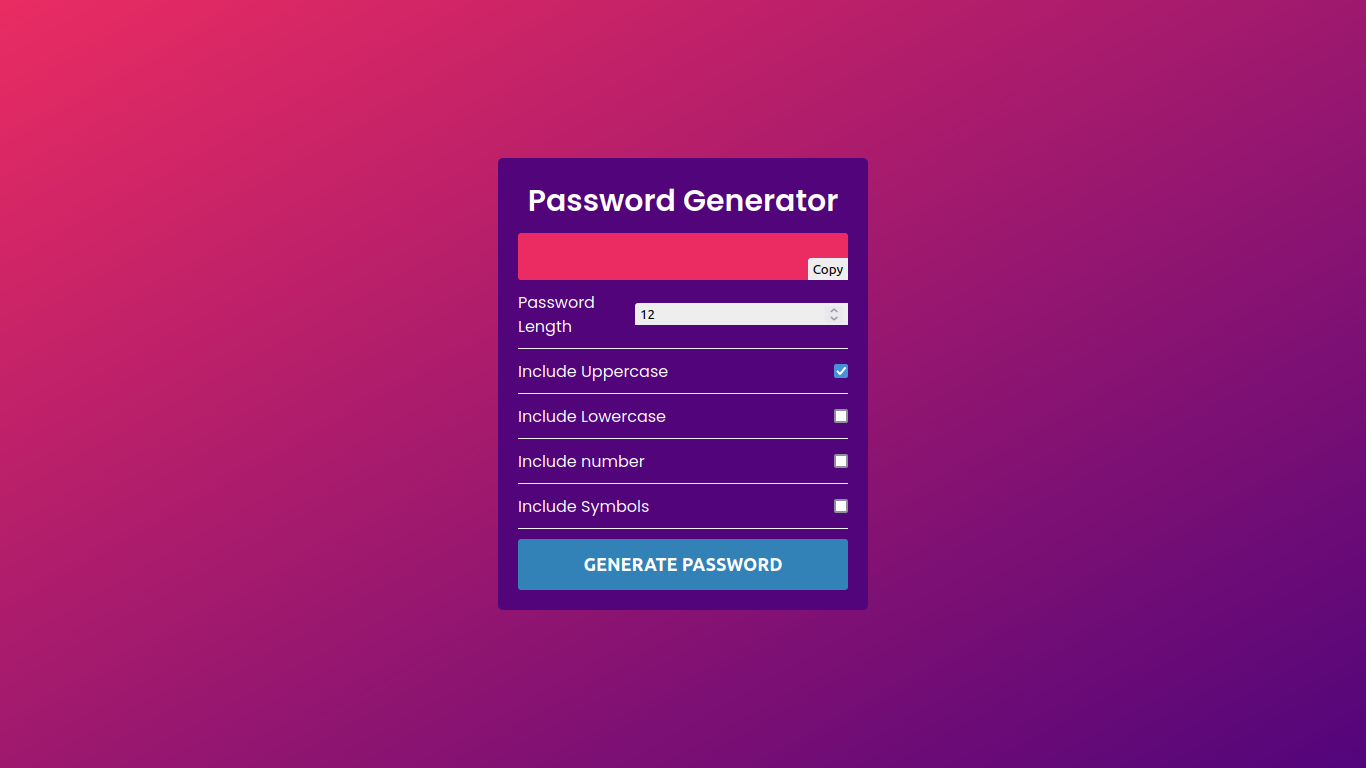 Password Generator
Copy
Password
Length
12
Include Uppercase
Include Lowercase
Include number
Include Symbols
GENERATE PASSWORD